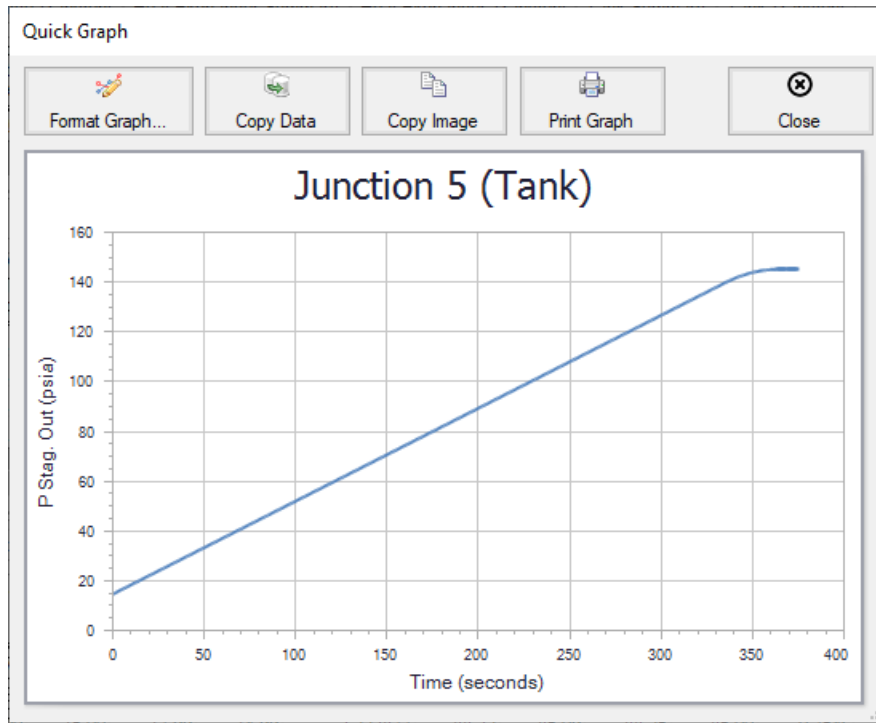 Quick Graph
Format Graph... Copy Data Copy Image Print Graph Close
Junction 5 (Tank)
P Stag. Out (psia)
160
140
120
100
80
60
40
20
0
0 50 100 150 200 250 300 350 400
Time (seconds)